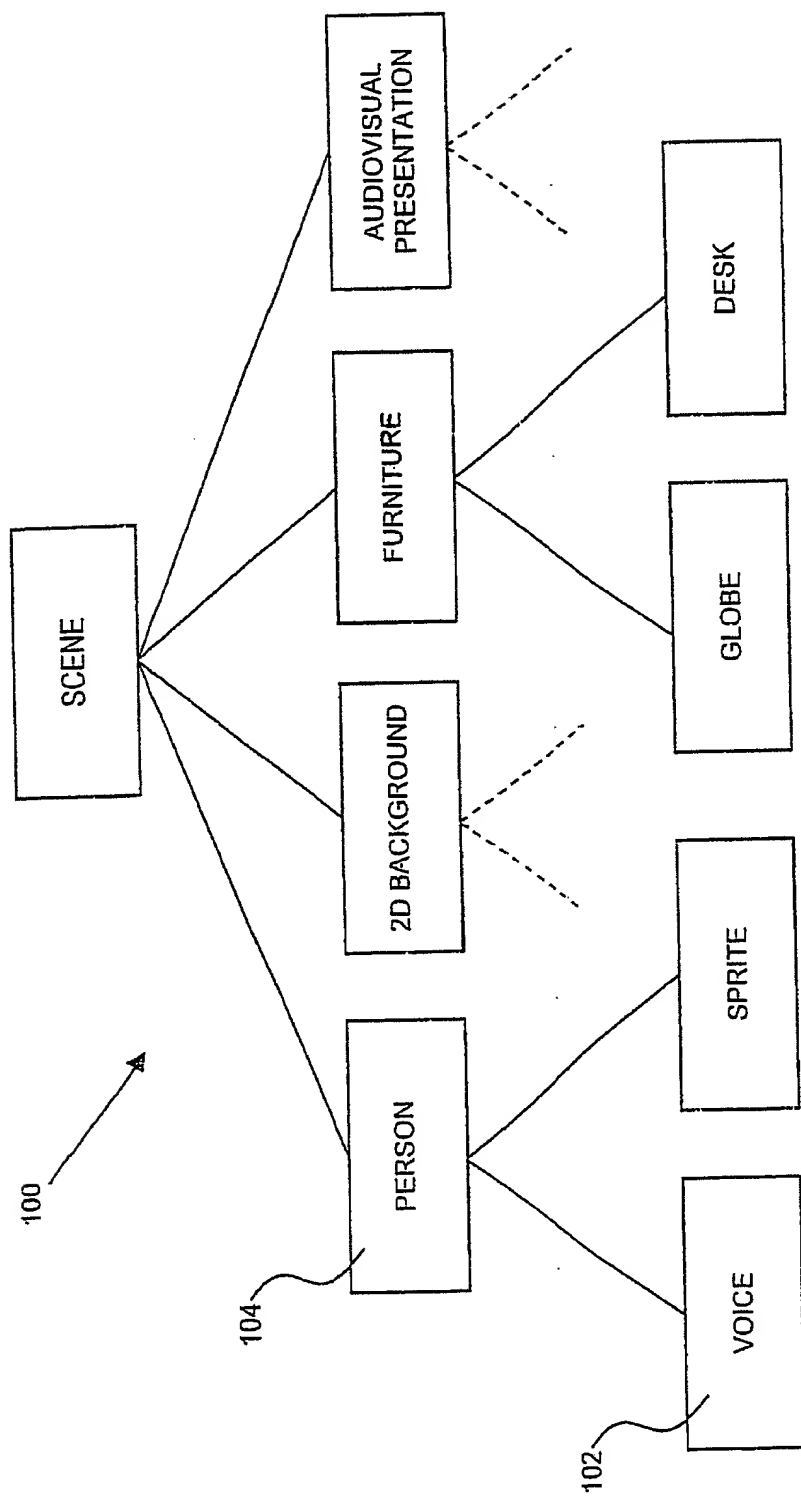 100
SCENE
104
PERSON
2D BACKGROUND
FURNITURE
AUDIOVISUAL
PRESENTATION
102
VOICE
SPRITE
GLOBE
DESK